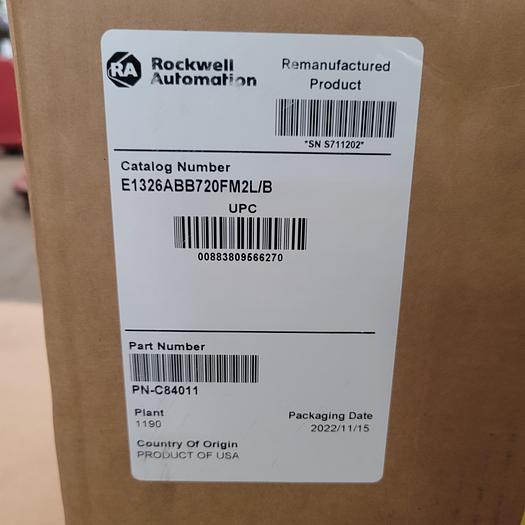 RA Rockwell Automation
Remanufactured
Product
*SN S711202*
Catalog Number
E1326ABB720FM2L/B
UPC
00883809566270
Part Number
PN-C84011
Plant
1190
Packaging Date
2022/11/15
Country Of Origin
PRODUCT OF USA